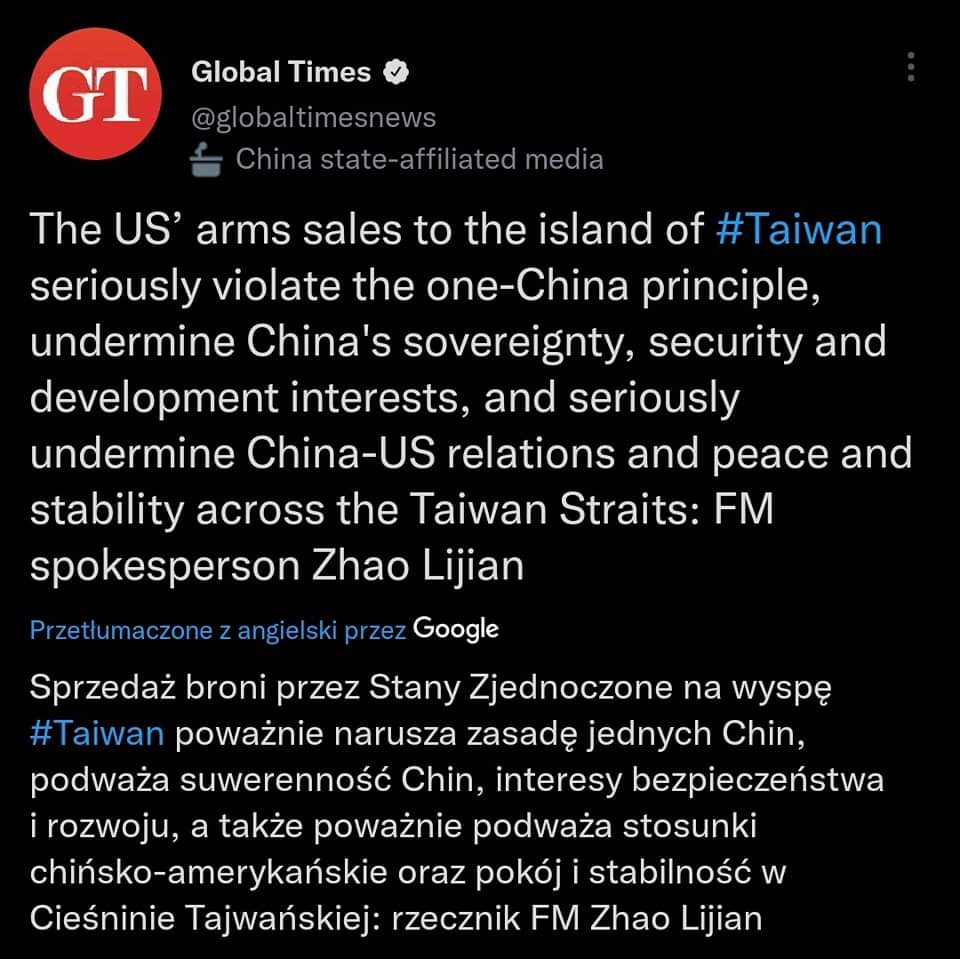 GT
Global Times
@globaltimesnews
China state-affiliated media
The US’ arms sales to the island of #Taiwan
seriously violate the one-China principle,
undermine China's sovereignty, security and
development interests, and seriously
undermine China-US relations and peace and
stability across the Taiwan Straits: FM
spokesperson Zhao Lijian
Przetłumaczone z angielski przez Google
Sprzedaż broni przez Stany Zjednoczone na wyspę
#Taiwan poważnie narusza zasadę jednych Chin,
podważa suwerenność Chin, interesy bezpieczeństwa
i rozwoju, a także poważnie podważa stosunki
chińsko-amerykańskie oraz pokój i stabilność w
Cieśninie Tajwańskiej: rzecznik FM Zhao Lijian